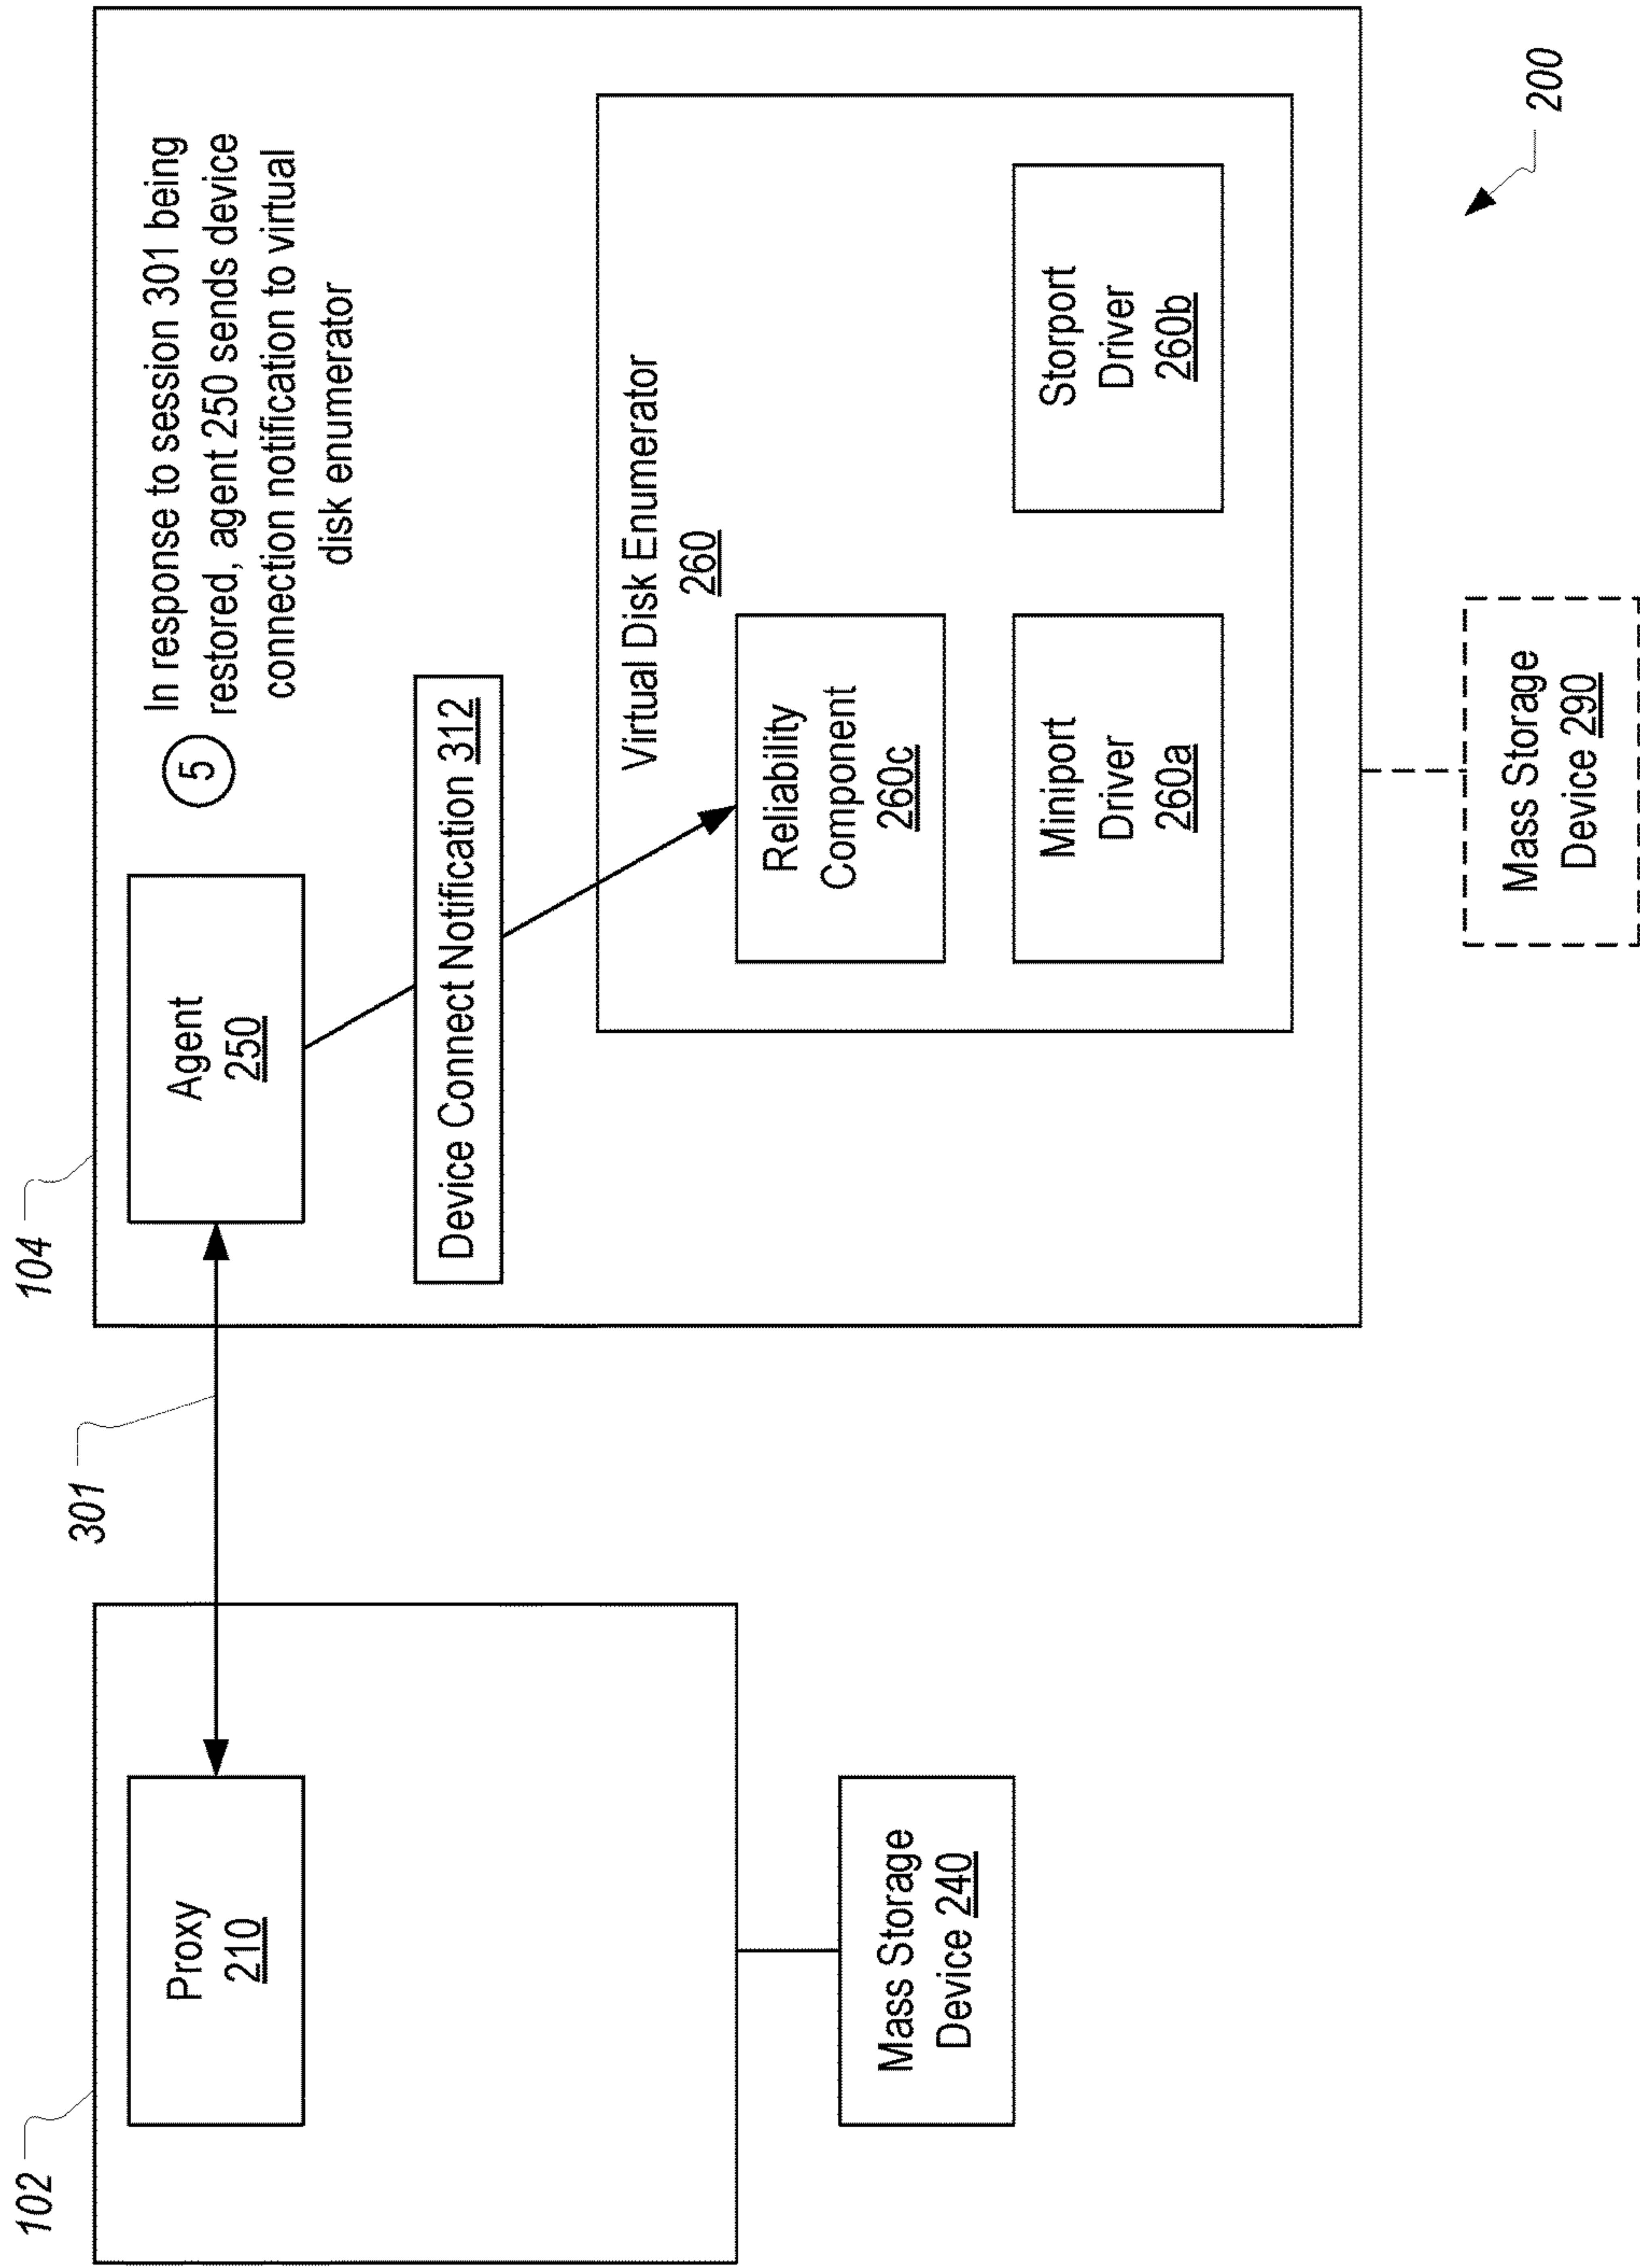 102
Proxy
210
Mass Storage
Device 240
301
104
Agent
250
5
In response to session 301 being
restored, agent 250 sends device
connection notification to virtual
disk enumerator
Device Connect Notification 312
Virtual Disk Enumerator
260
Reliability
Component
260c
Miniport
Driver
260a
Storport
Driver
260b
Mass Storage
Device 290
200